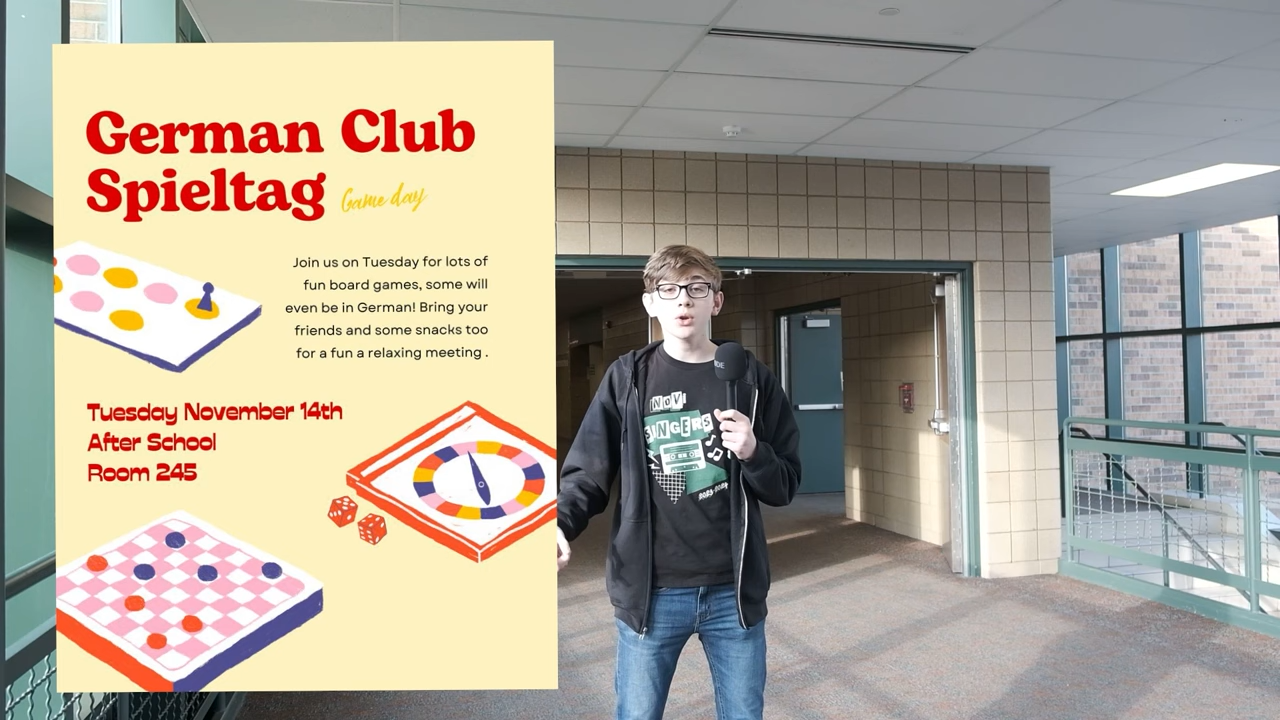 German Club
Spieltag Game day
Join us on Tuesday for lots of
fun board games, some will
even be in German! Bring your
friends and some snacks too
for a fun a relaxing meeting .
Tuesday November 14th
After School
Room 245
NOVI
SINGERS